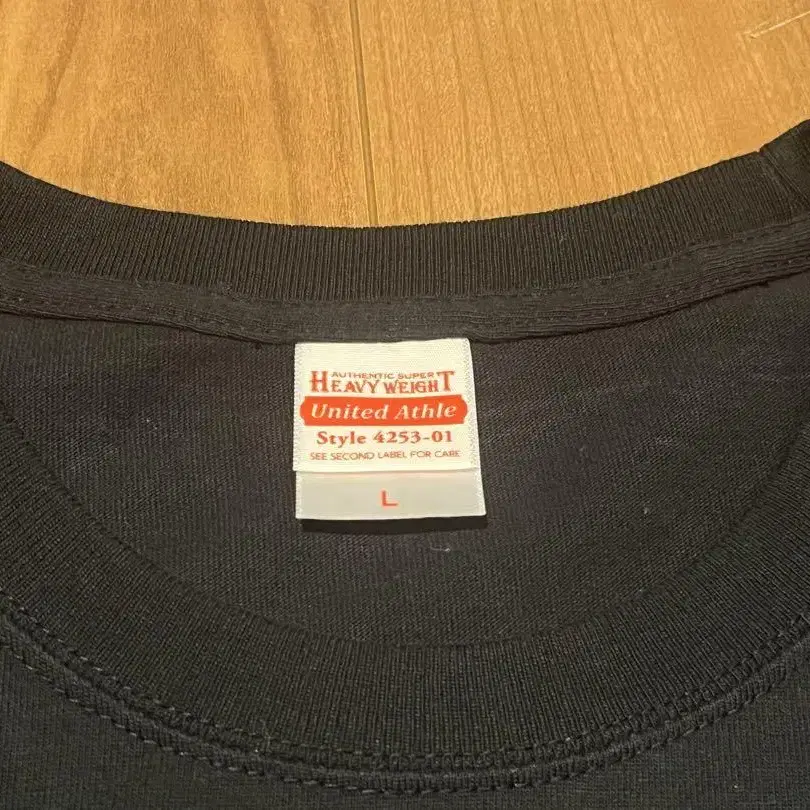 AUTHENTIC SUPER
HEAVY WEIGHT
United Athle
Style 4253-01
SEE SECOND LABEL FOR CARE
L